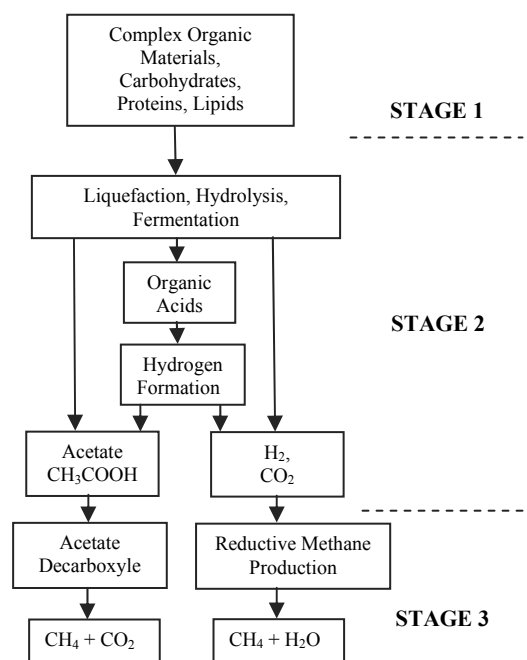 Complex Organic
Materials,
Carbohydrates,
Proteins, Lipids
STAGE 1
Liquefaction, Hydrolysis,
Fermentation
Organic
Acids
STAGE 2
Hydrogen
Formation
Acetate
CH₃COOH
H₂,
CO₂
Acetate
Decarboxyle
Reductive Methane
Production
STAGE 3
CH₄ + CO₂
CH₄ + H₂O